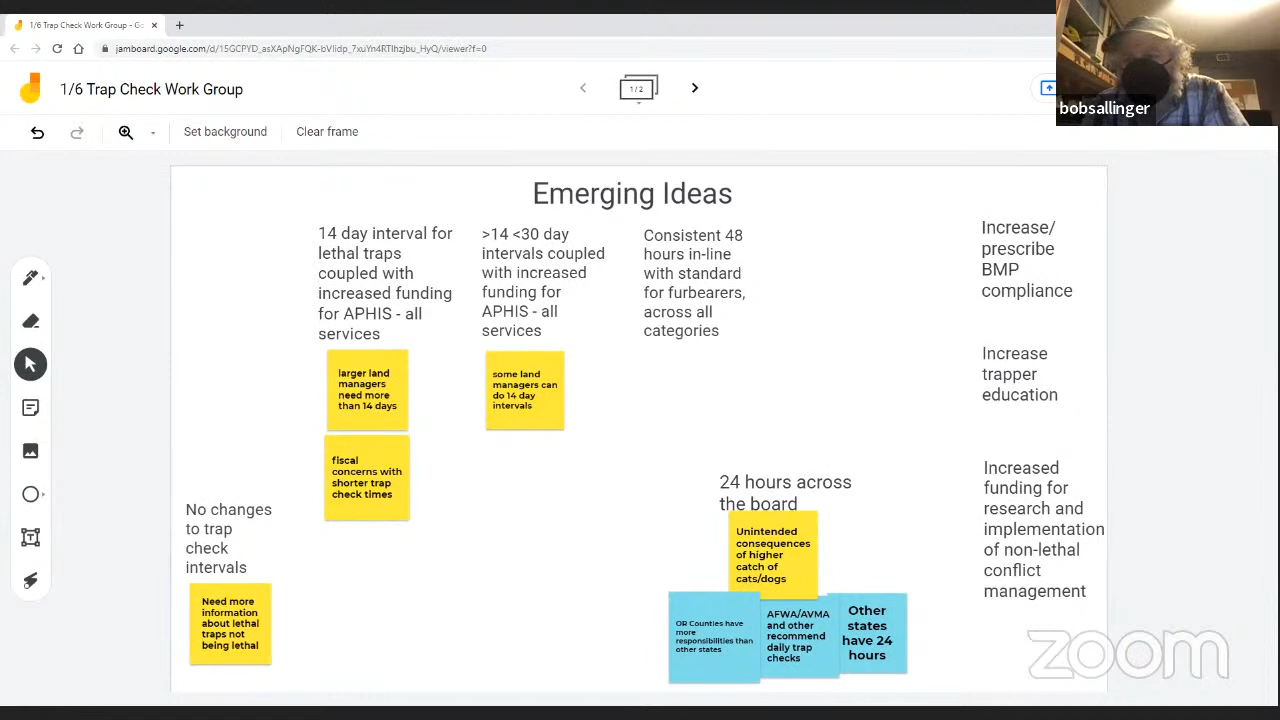 1/6 Trap Check Work Group - Go
jamboard.google.com/d/15GCPYD_asXApNgFQK-bVIidp_7xuYn4RTIhzjbu_HyQ/viewer?f=0
1/6 Trap Check Work Group
1/2
bobsallinger
Set background
Clear frame
Emerging Ideas
14 day interval for
lethal traps
coupled with
increased funding
for APHIS - all
services
>14 <30 day
intervals coupled
with increased
funding for
APHIS - all
services
Consistent 48
hours in-line
with standard
for furbearers,
across all
categories
Increase/
prescribe
BMP
compliance
larger land
managers
need more
than 14 days
some land
managers can
do 14 day
intervals
Increase
trapper
education
fiscal
concerns with
shorter trap
check times
No changes
to trap
check
intervals
Need more
information
about lethal
traps not
being lethal
24 hours across
the board
Unintended
consequences
of higher
catch of
cats/dogs
OR Counties have
more
responsibilities than
other states
AFWA/AVMA
and other
recommend
daily trap
checks
Other
states
have 24
hours
Increased
funding for
research and
implementation
of non-lethal
conflict
management
zoom